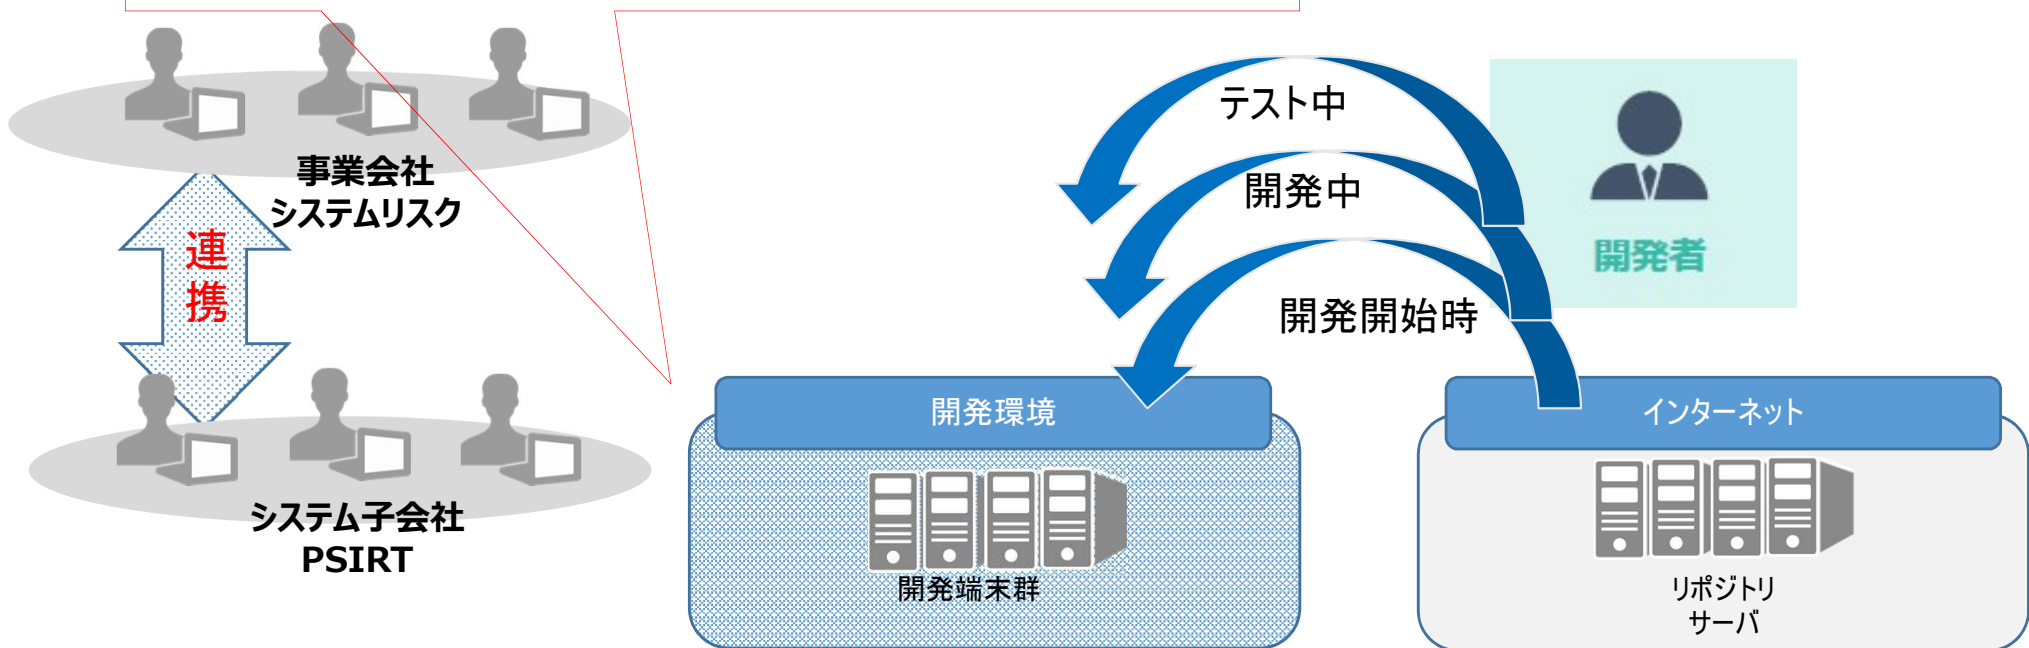 事業会社
システムリスク
連
携
システム子会社
PSIRT
テスト中
開発中
開発開始時
開発者
開発環境
開発端末群
インターネット
リポジトリ
サーバ